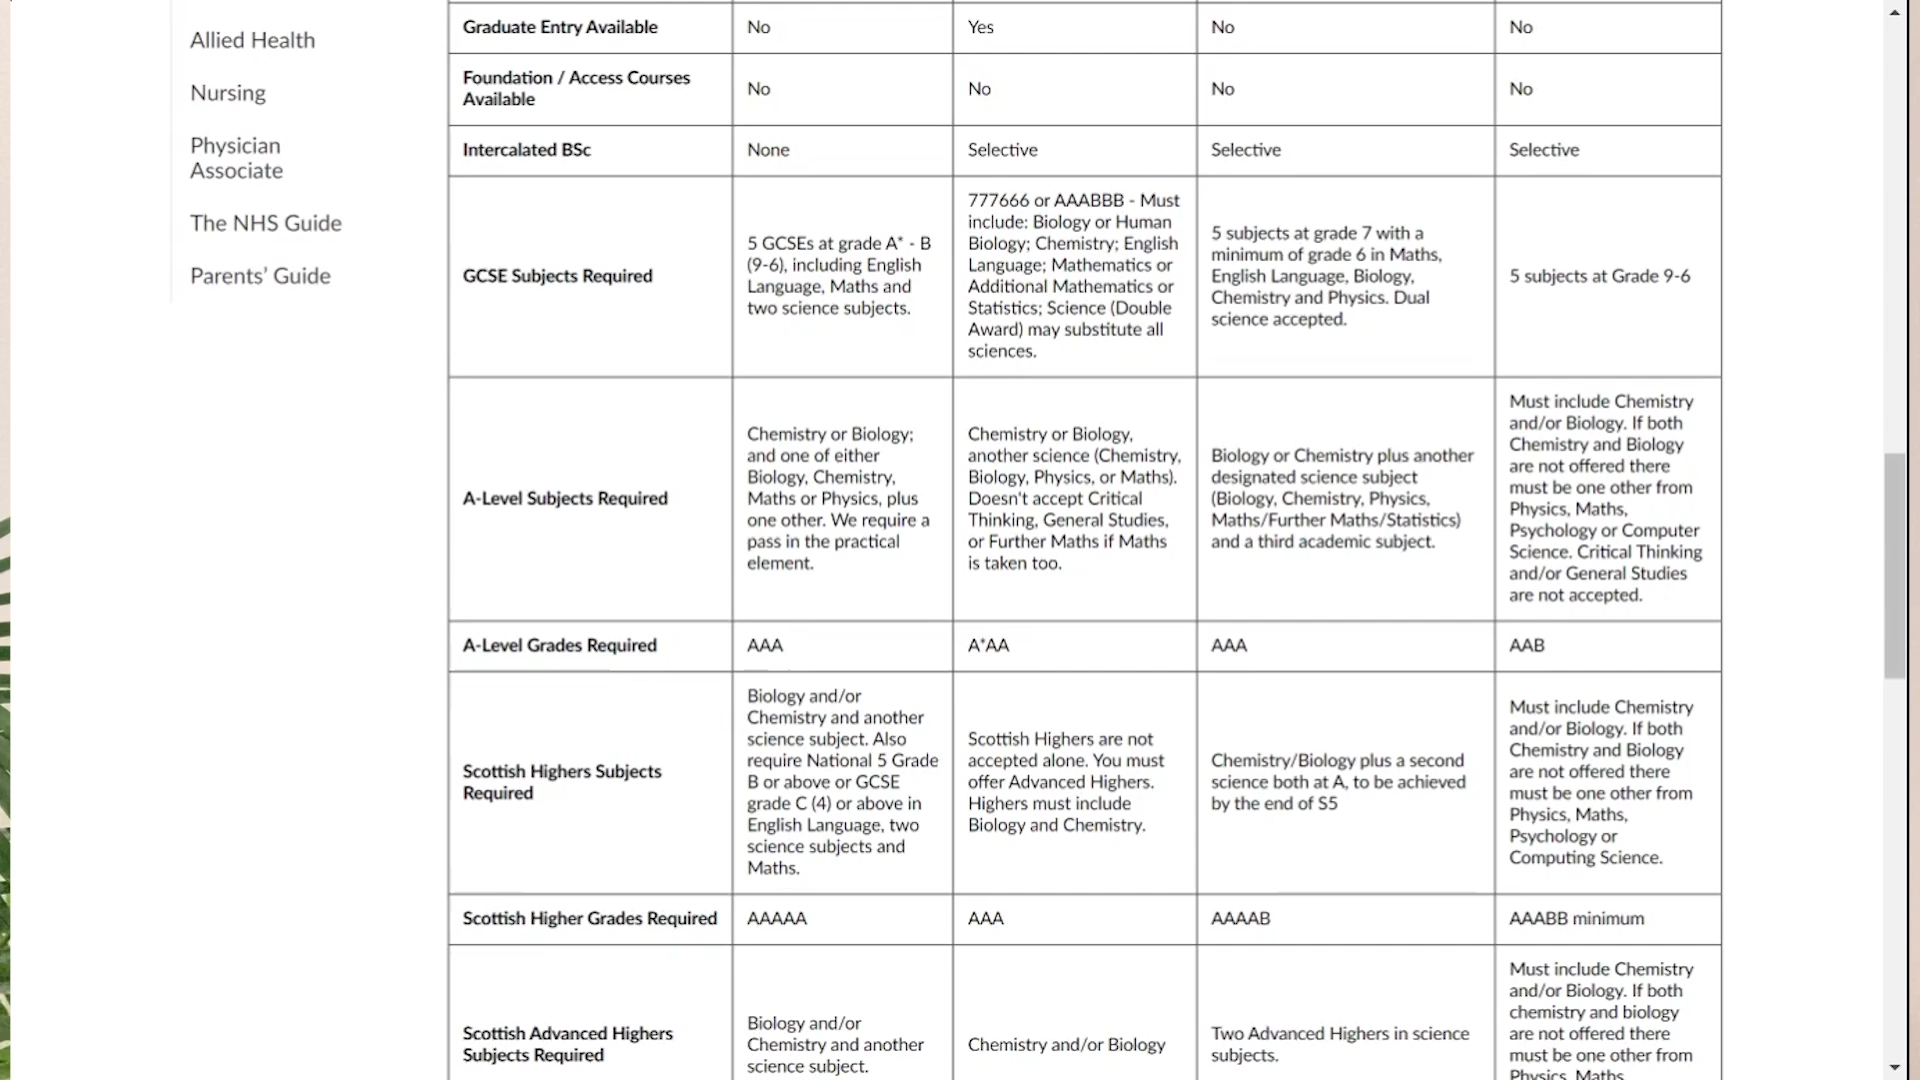 Allied Health
Nursing
Physician
Associate
The NHS Guide
Parents’ Guide
Graduate Entry Available
No
Yes
No
No
Foundation / Access Courses
Available
No
No
No
No
Intercalated BSc
None
Selective
Selective
Selective
GCSE Subjects Required
5 GCSEs at grade A* - B
(9-6), including English
Language, Maths and
two science subjects.
777666 or AAABBB - Must
include: Biology or Human
Biology; Chemistry; English
Language; Mathematics or
Additional Mathematics or
Statistics; Science (Double
Award) may substitute all
sciences.
5 subjects at grade 7 with a
minimum of grade 6 in Maths,
English Language, Biology,
Chemistry and Physics. Dual
science accepted.
5 subjects at Grade 9-6
A-Level Subjects Required
Chemistry or Biology;
and one of either
Biology, Chemistry,
Maths or Physics, plus
one other. We require a
pass in the practical
element.
Chemistry or Biology,
another science (Chemistry,
Biology, Physics, or Maths).
Doesn't accept Critical
Thinking, General Studies,
or Further Maths if Maths
is taken too.
Biology or Chemistry plus another
designated science subject
(Biology, Chemistry, Physics,
Maths/Further Maths/Statistics)
and a third academic subject.
Must include Chemistry
and/or Biology. If both
Chemistry and Biology
are not offered there
must be one other from
Physics, Maths,
Psychology or Computer
Science. Critical Thinking
and/or General Studies
are not accepted.
A-Level Grades Required
AAA
A*AA
AAA
AAB
Scottish Highers Subjects
Required
Biology and/or
Chemistry and another
science subject. Also
require National 5 Grade
B or above or GCSE
grade C (4) or above in
English Language, two
science subjects and
Maths.
Scottish Highers are not
accepted alone. You must
offer Advanced Highers.
Highers must include
Biology and Chemistry.
Chemistry/Biology plus a second
science both at A, to be achieved
by the end of S5
Must include Chemistry
and/or Biology. If both
Chemistry and Biology
are not offered there
must be one other from
Physics, Maths,
Psychology or
Computing Science.
Scottish Higher Grades Required
AAAAA
AAA
AAAAB
AAABB minimum
Scottish Advanced Highers
Subjects Required
Biology and/or
Chemistry and another
science subject.
Chemistry and/or Biology
Two Advanced Highers in science
subjects.
Must include Chemistry
and/or Biology. If both
chemistry and biology
are not offered there
must be one other from
Physics, Maths,